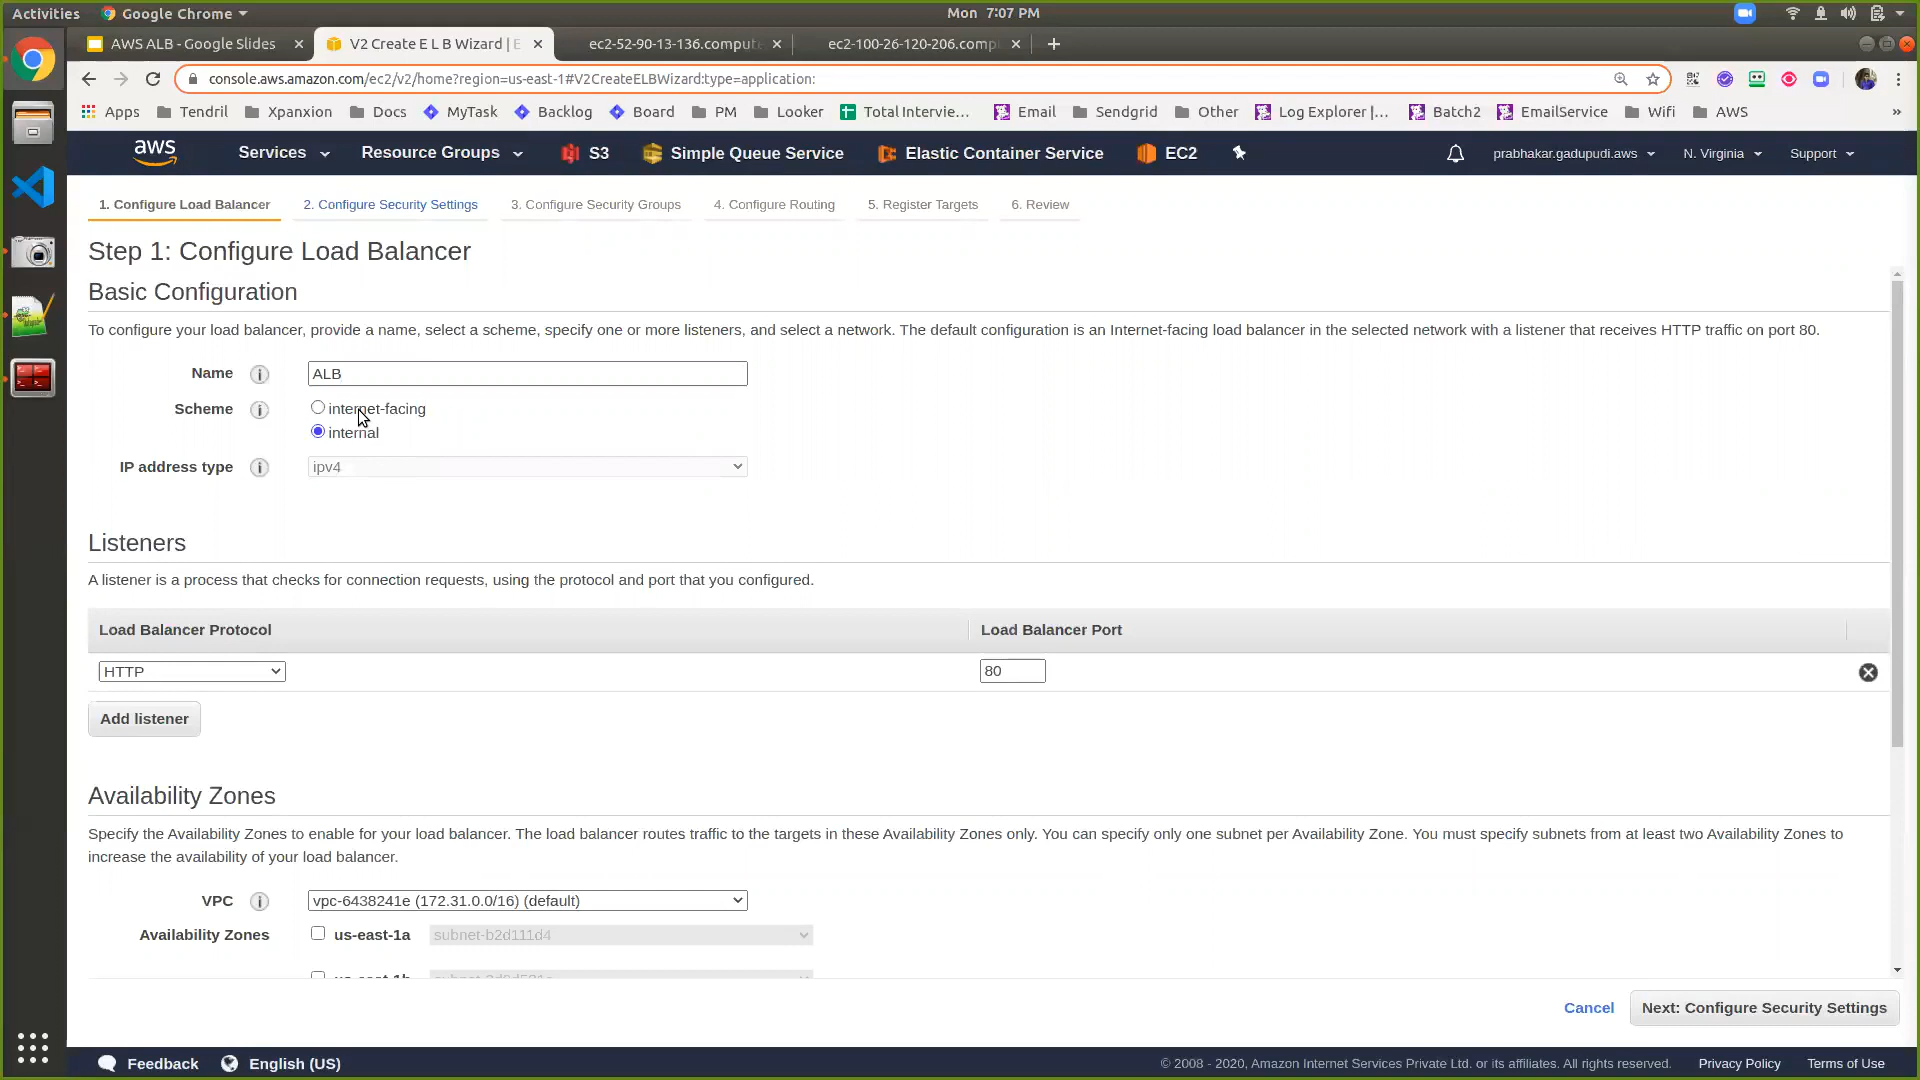 Activities Google Chrome Mon 7:07 PM
AWS ALB - Google Slides V2 Create E L B Wizard | E ec2-52-90-13-136.compute ec2-100-26-120-206.comp
console.aws.amazon.com/ec2/v2/home?region=us-east-1#V2CreateELBWizard:type=application:
Apps Tendril Xpanxion Docs MyTask Backlog Board PM Looker Total Intervie... Email Sendgrid Other Log Explorer |... Batch2 EmailService Wifi AWS »
aws Services Resource Groups S3 Simple Queue Service Elastic Container Service EC2 prabhakar.gadupudi.aws N. Virginia Support
1. Configure Load Balancer 2. Configure Security Settings 3. Configure Security Groups 4. Configure Routing 5. Register Targets 6. Review
Step 1: Configure Load Balancer
Basic Configuration
To configure your load balancer, provide a name, select a scheme, specify one or more listeners, and select a network. The default configuration is an Internet-facing load balancer in the selected network with a listener that receives HTTP traffic on port 80.
Name i ALB
Scheme i internet-facing
internal
IP address type i ipv4
Listeners
A listener is a process that checks for connection requests, using the protocol and port that you configured.
Load Balancer Protocol Load Balancer Port
HTTP 80
Add listener
Availability Zones
Specify the Availability Zones to enable for your load balancer. The load balancer routes traffic to the targets in these Availability Zones only. You can specify only one subnet per Availability Zone. You must specify subnets from at least two Availability Zones to
increase the availability of your load balancer.
VPC i vpc-6438241e (172.31.0.0/16) (default)
Availability Zones us-east-1a subnet-b2d111d4
us-east-1b
Cancel Next: Configure Security Settings
Feedback English (US) © 2008 - 2020, Amazon Internet Services Private Ltd. or its affiliates. All rights reserved. Privacy Policy Terms of Use